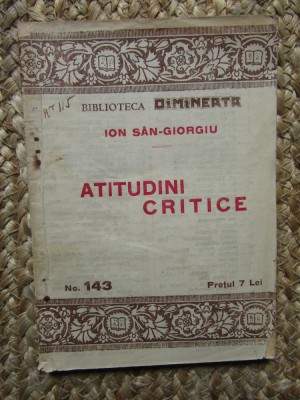 BIBLIOTECA DIMINEAȚA
ION SÂN-GIORGIU
ATITUDINI
CRITICE
No. 143
Prețul 7 Lei